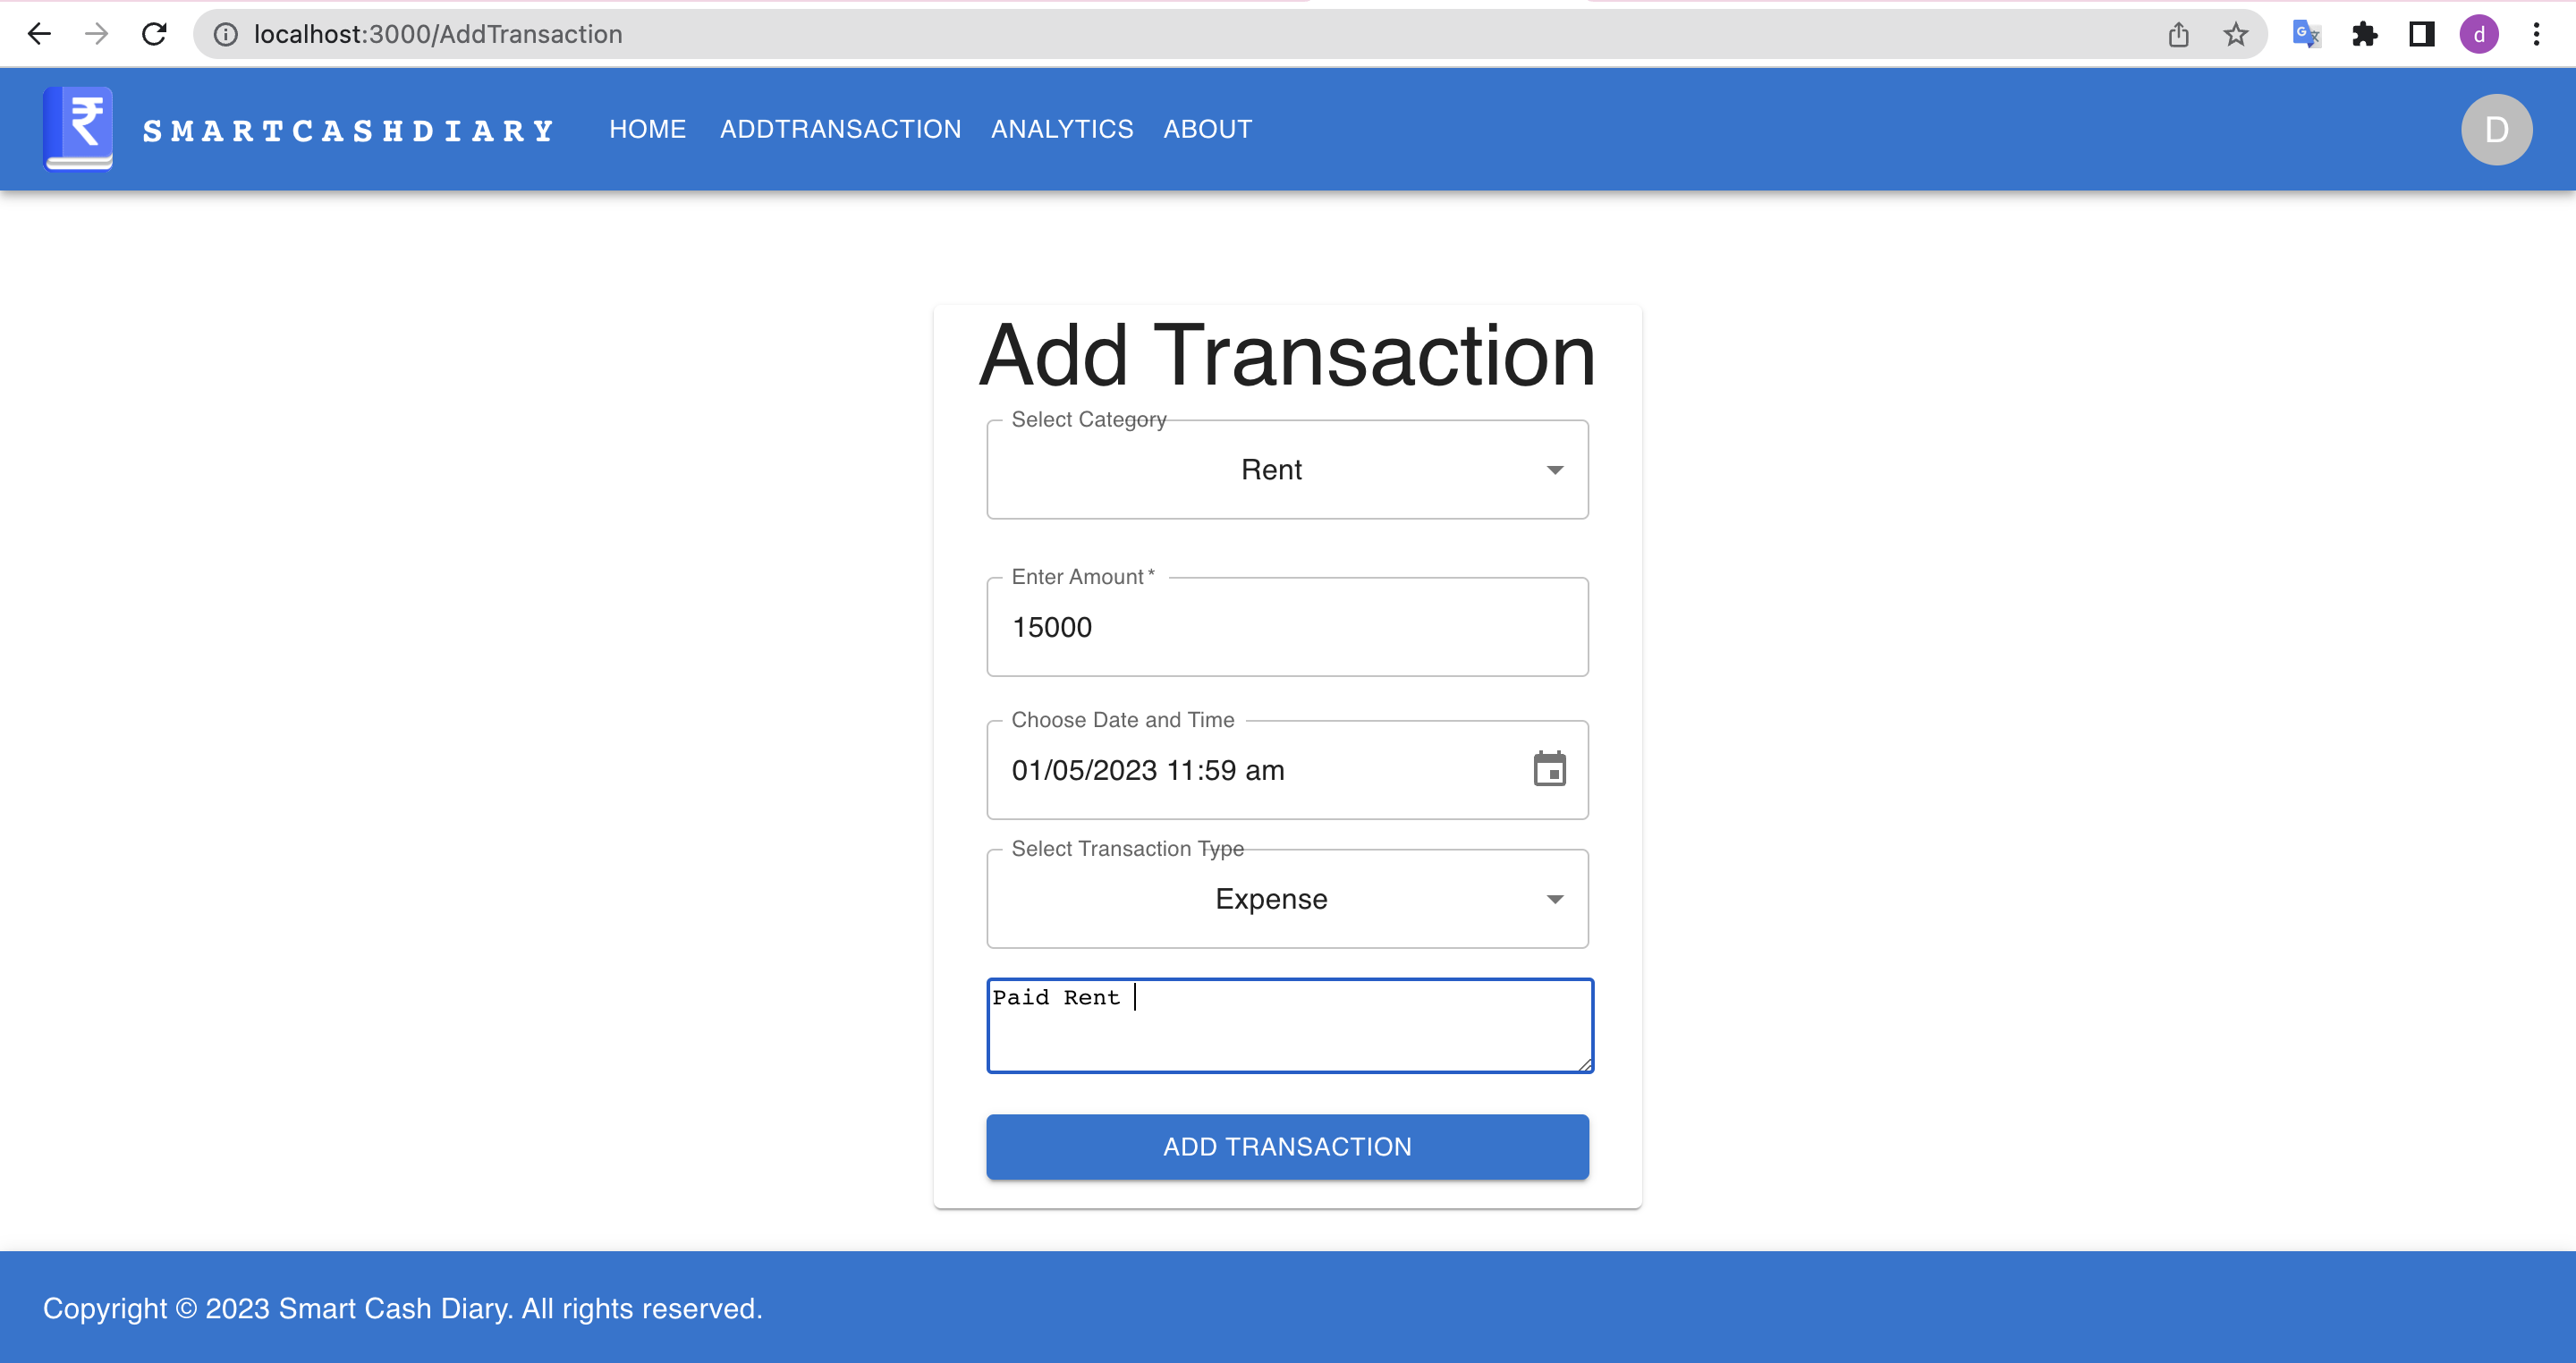 localhost:3000/AddTransaction
d
₹
SMARTCASHDIARY HOME ADDTRANSACTION ANALYTICS ABOUT
D
Add Transaction
Select Category
Rent
Enter Amount *
15000
Choose Date and Time
01/05/2023 11:59 am
Select Transaction Type
Expense
Paid Rent
ADD TRANSACTION
Copyright © 2023 Smart Cash Diary. All rights reserved.